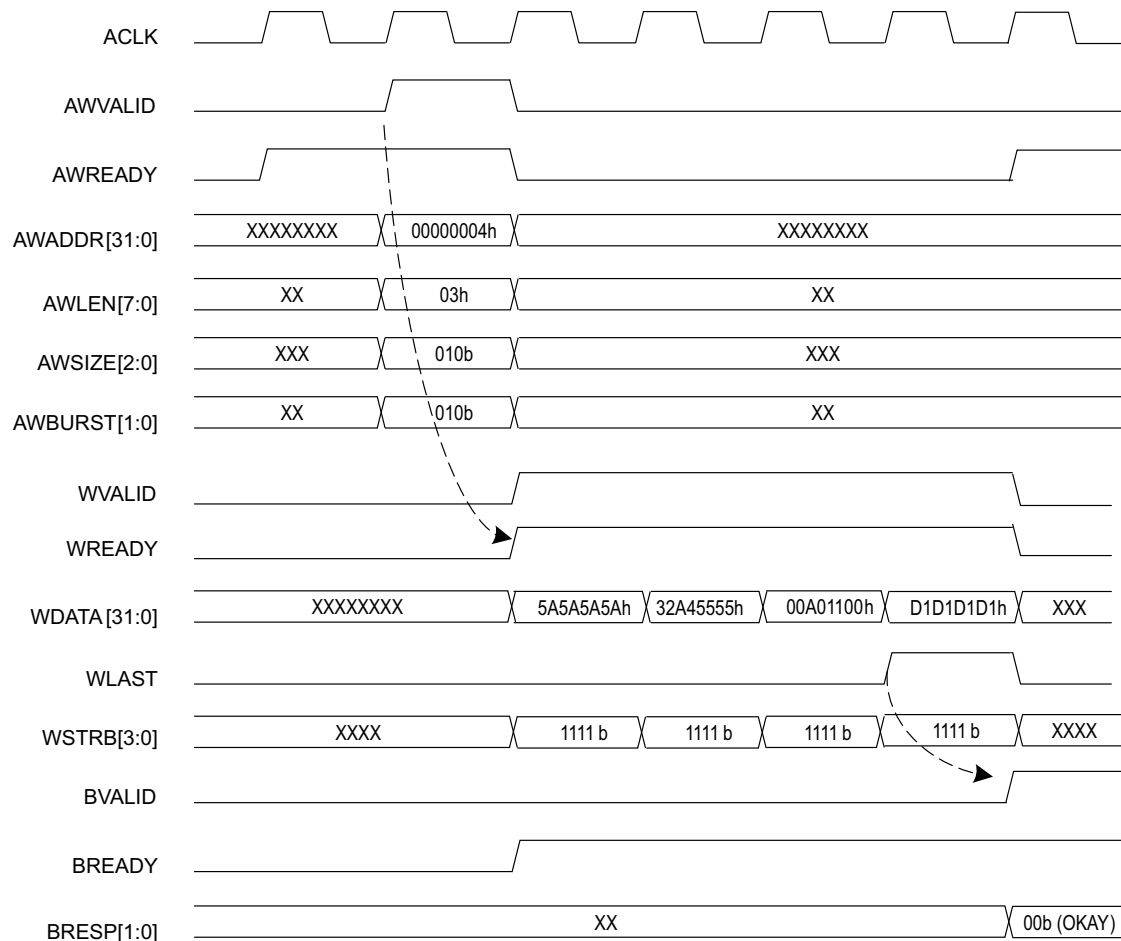 ACLK
AWVALID
AWREADY
AWADDR[31:0] XXXXXXXX 00000004h XXXXXXXX
AWLEN[7:0] XX 03h XX
AWSIZE[2:0] XXX 010b XXX
AWBURST[1:0] XX 010b XX
WVALID
WREADY
WDATA[31:0] XXXXXXXX 5A5A5A5Ah 32A45555h 00A01100h D1D1D1D1h XXX
WLAST
WSTRB[3:0] XXXX 1111 b 1111 b 1111 b 1111 b XXXX
BVALID
BREADY
BRESP[1:0] XX 00b (OKAY)